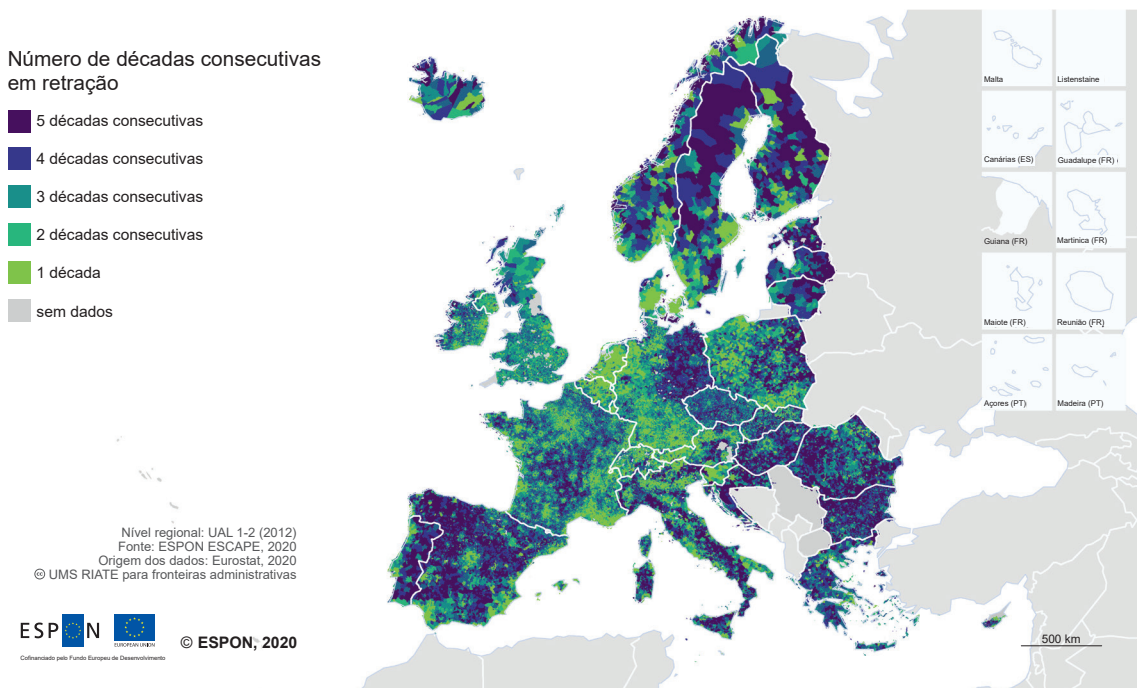 Número de décadas consecutivas
em retração
5 décadas consecutivas
4 décadas consecutivas
3 décadas consecutivas
2 décadas consecutivas
1 década
sem dados
Malta
Listenstaine
Canárias (ES)
Guadalupe (FR)
Guiana (FR)
Martinica (FR)
Maiote (FR)
Reunião (FR)
Açores (PT)
Madeira (PT)
Nível regional: UAL 1-2 (2012)
Fonte: ESPON ESCAPE, 2020
Origem dos dados: Eurostat, 2020
© UMS RIATE para fronteiras administrativas
ESPON
EUROPEAN UNION
© ESPON, 2020
Cofinanciado pelo Fundo Europeu de Desenvolvimento
500 km